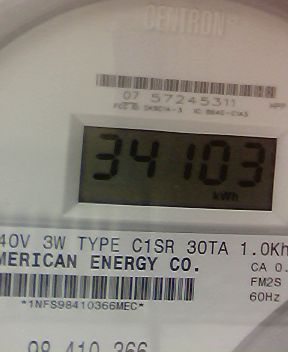 CENTRON®
07 57245311
34103
kWh
40V 3W TYPE C1SR 30TA 1.0Kh
MERICAN ENERGY CO.
CA 0.
FM2S
*1NFS98410366MEC*
60Hz
98 410 366